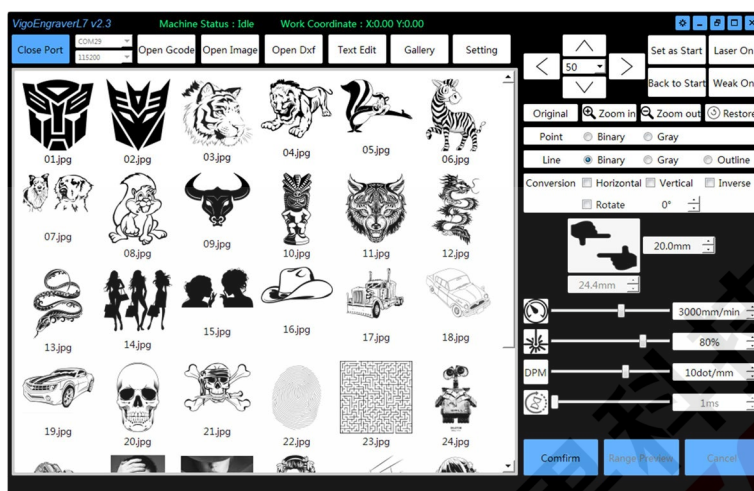 VigoEngraverL7 v2.3 Machine Status : Idle Work Coordinate : X:0.00 Y:0.00
Close Port COM29 115200 Open Gcode Open Image Open Dxf Text Edit Gallery Setting
50 Set as Start Laser On
Back to Start Weak On
Original Zoom in Zoom out Restore
Point Binary Gray
Line Binary Gray Outline
Conversion Horizontal Vertical Inverse
Rotate 0°
20.0mm
24.4mm
3000mm/min
80%
DPM 10dot/mm
1ms
Confirm Range Preview Cancel
01.jpg 02.jpg 03.jpg 04.jpg 05.jpg 06.jpg
07.jpg 08.jpg 09.jpg 10.jpg 11.jpg 12.jpg
13.jpg 14.jpg 15.jpg 16.jpg 17.jpg 18.jpg
19.jpg 20.jpg 21.jpg 22.jpg 23.jpg 24.jpg